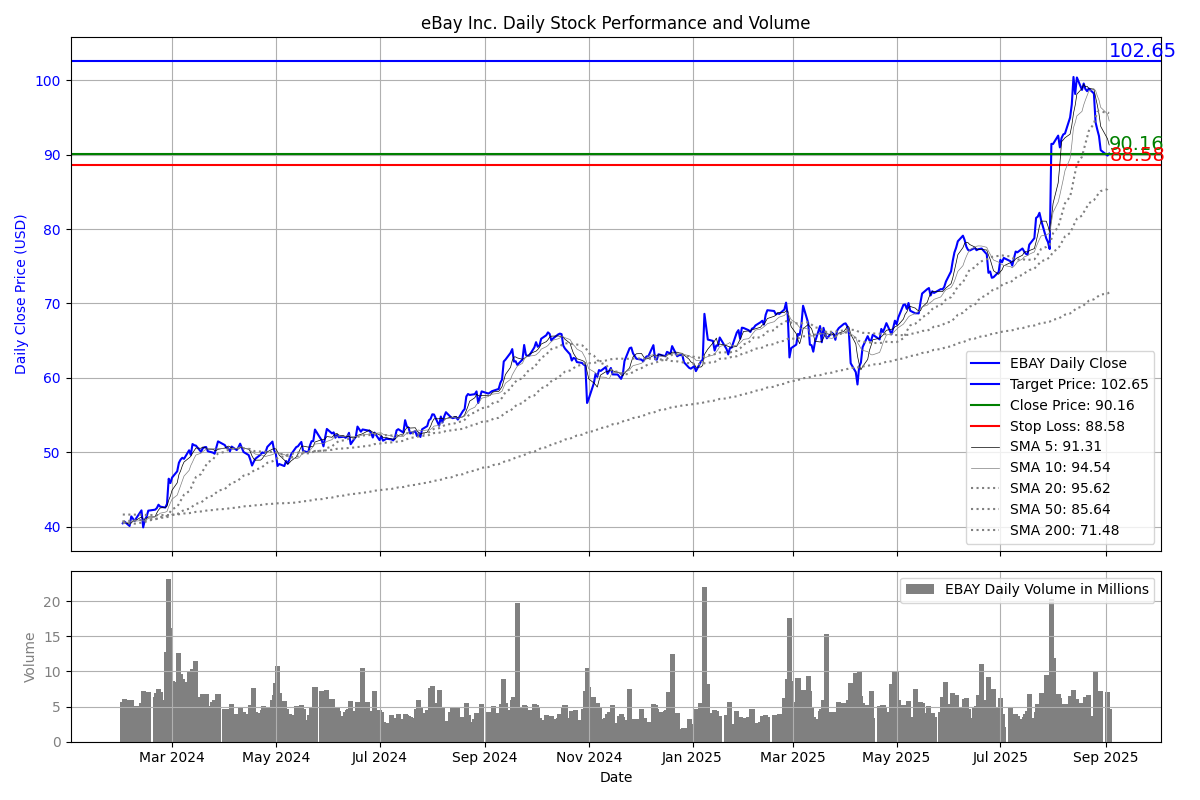 eBay Inc. Daily Stock Performance and Volume
102.65
100
90.16
90
88.58
80
70
60
50
40
Daily Close Price (USD)
EBAY Daily Close
Target Price: 102.65
Close Price: 90.16
Stop Loss: 88.58
SMA 5: 91.31
SMA 10: 94.54
SMA 20: 95.62
SMA 50: 85.64
SMA 200: 71.48
EBAY Daily Volume in Millions
20
15
10
5
0
Volume
Mar 2024 May 2024 Jul 2024 Sep 2024 Nov 2024 Jan 2025 Mar 2025 May 2025 Jul 2025 Sep 2025
Date